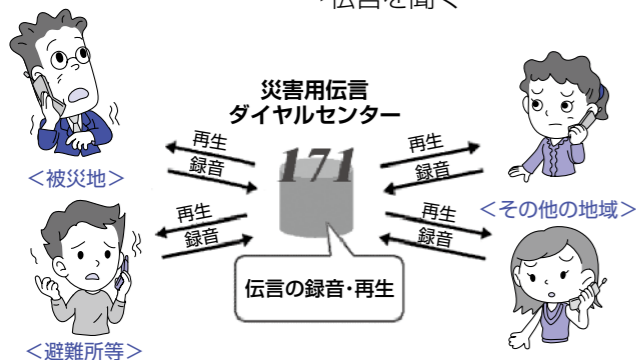 伝言を聞く
災害用伝言
ダイヤルセンター
171
再生
録音
再生
録音
＜被災地＞
再生
録音
再生
録音
＜その他の地域＞
伝言の録音・再生
＜避難所等＞